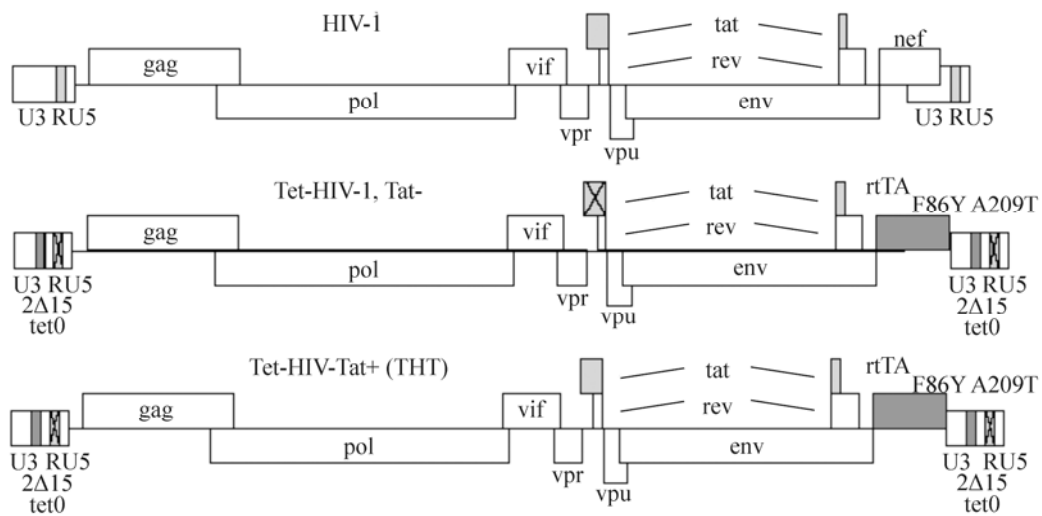 HIV-1
tat
nef
gag
vif
rev
U3 RU5
pol
env
U3 RU5
vpr
vpu
Tet-HIV-1, Tat-
tat
rtTA
F86Y A209T
gag
vif
rev
pol
env
U3 RU5
2Δ15
tet0
vpr
vpu
U3 RU5
2Δ15
tet0
Tet-HIV-Tat+ (THT)
tat
rtTA
F86Y A209T
gag
vif
rev
pol
env
U3 RU5
2Δ15
tet0
vpr
vpu
U3 RU5
2Δ15
tet0